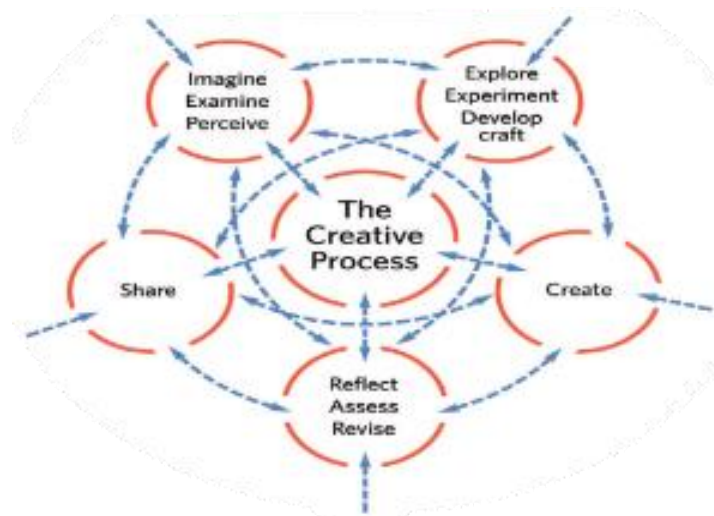 Imagine
Examine
Perceive
Explore
Experiment
Develop
craft
The
Creative
Process
Share
Create
Reflect
Assess
Revise